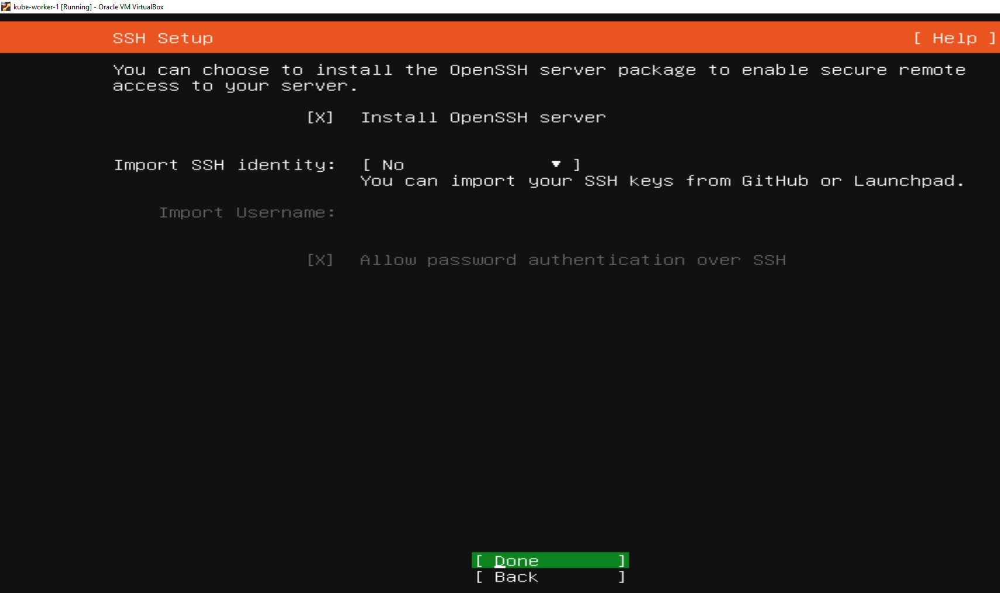 kube-worker-1 [Running] - Oracle VM VirtualBox
SSH Setup [ Help ]
You can choose to install the OpenSSH server package to enable secure remote
access to your server.
[X] Install OpenSSH server
Import SSH identity: [ No ▾ ]
You can import your SSH keys from GitHub or Launchpad.
Import Username:
[X] Allow password authentication over SSH
[ Done ]
[ Back ]